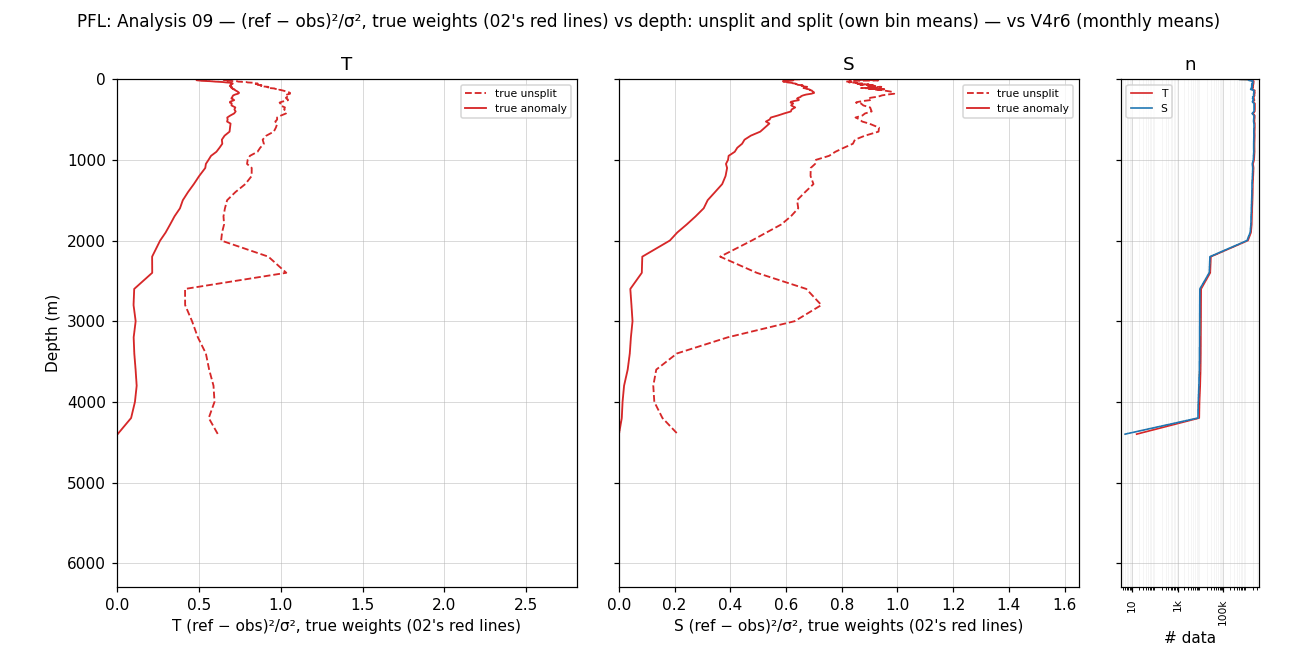 PFL: Analysis 09 — (ref − obs)²/σ², true weights (02's red lines) vs depth: unsplit and split (own bin means) — vs V4r6 (monthly means)
T
S
n
true unsplit
true anomaly
true unsplit
true anomaly
T
S
0
1000
2000
3000
4000
5000
6000
Depth (m)
0.0
0.5
1.0
1.5
2.0
2.5
T (ref − obs)²/σ², true weights (02's red lines)
0.0
0.2
0.4
0.6
0.8
1.0
1.2
1.4
1.6
S (ref − obs)²/σ², true weights (02's red lines)
10
1k
100k
# data